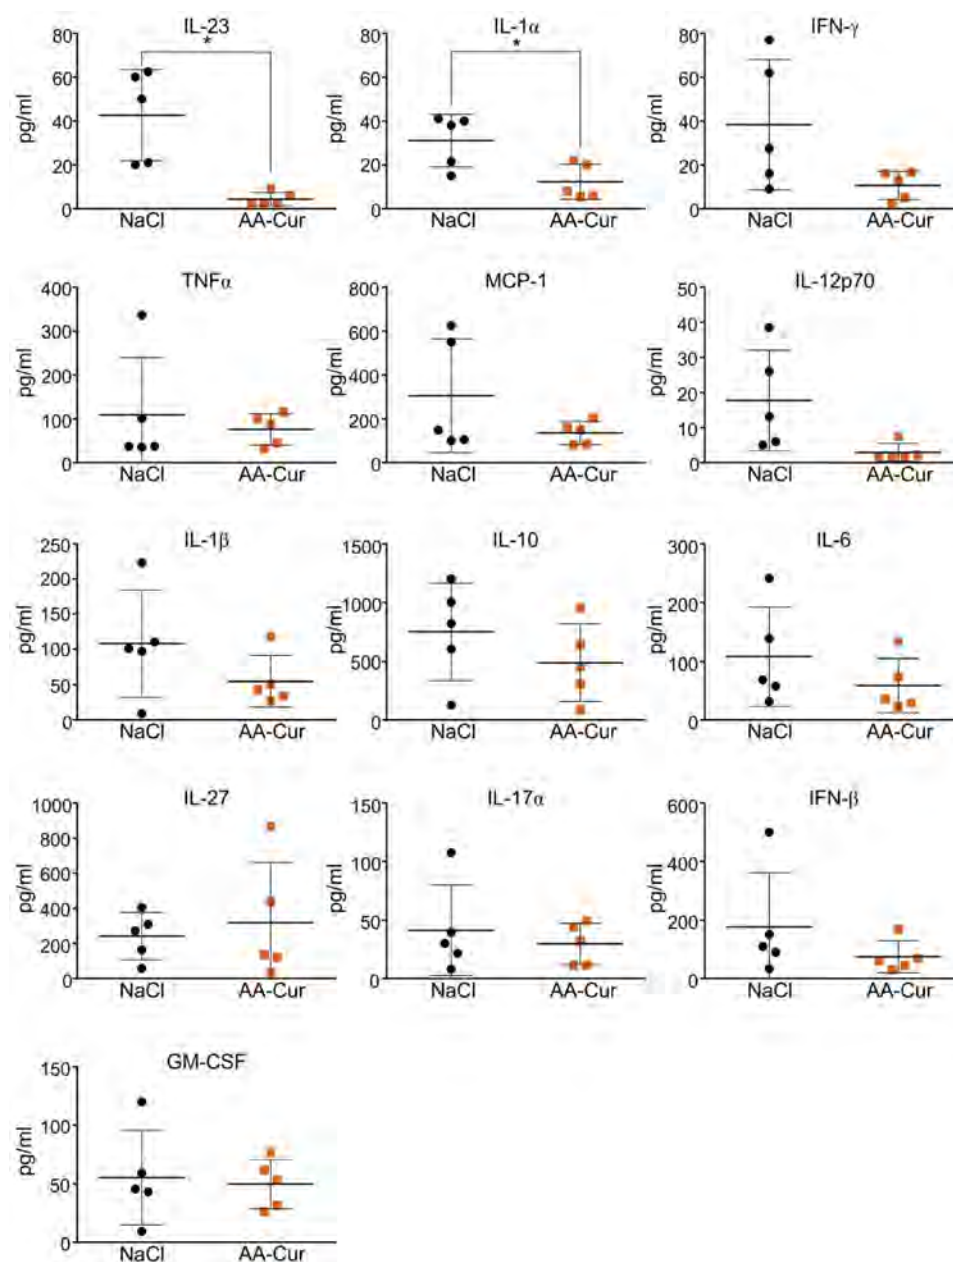 IL-23 IL-1α IFN-γ
80 * 80 * 80
60 60 60
pg/ml pg/ml pg/ml
40 40 40
20 20 20
0 0 0
NaCl AA-Cur NaCl AA-Cur NaCl AA-Cur
TNFα MCP-1 IL-12p70
400 800 50
300 600 40
pg/ml pg/ml pg/ml
30
200 400
20
100 200 10
0 0 0
NaCl AA-Cur NaCl AA-Cur NaCl AA-Cur
IL-1β IL-10 IL-6
250 1500 300
200
pg/ml pg/ml pg/ml
150 1000 200
100 500 100
50
0 0 0
NaCl AA-Cur NaCl AA-Cur NaCl AA-Cur
IL-27 IL-17α IFN-β
1000 150 600
800
pg/ml pg/ml pg/ml
600 100 400
400 50 200
200
0 0 0
NaCl AA-Cur NaCl AA-Cur NaCl AA-Cur
GM-CSF
150
pg/ml
100
50
0
NaCl AA-Cur